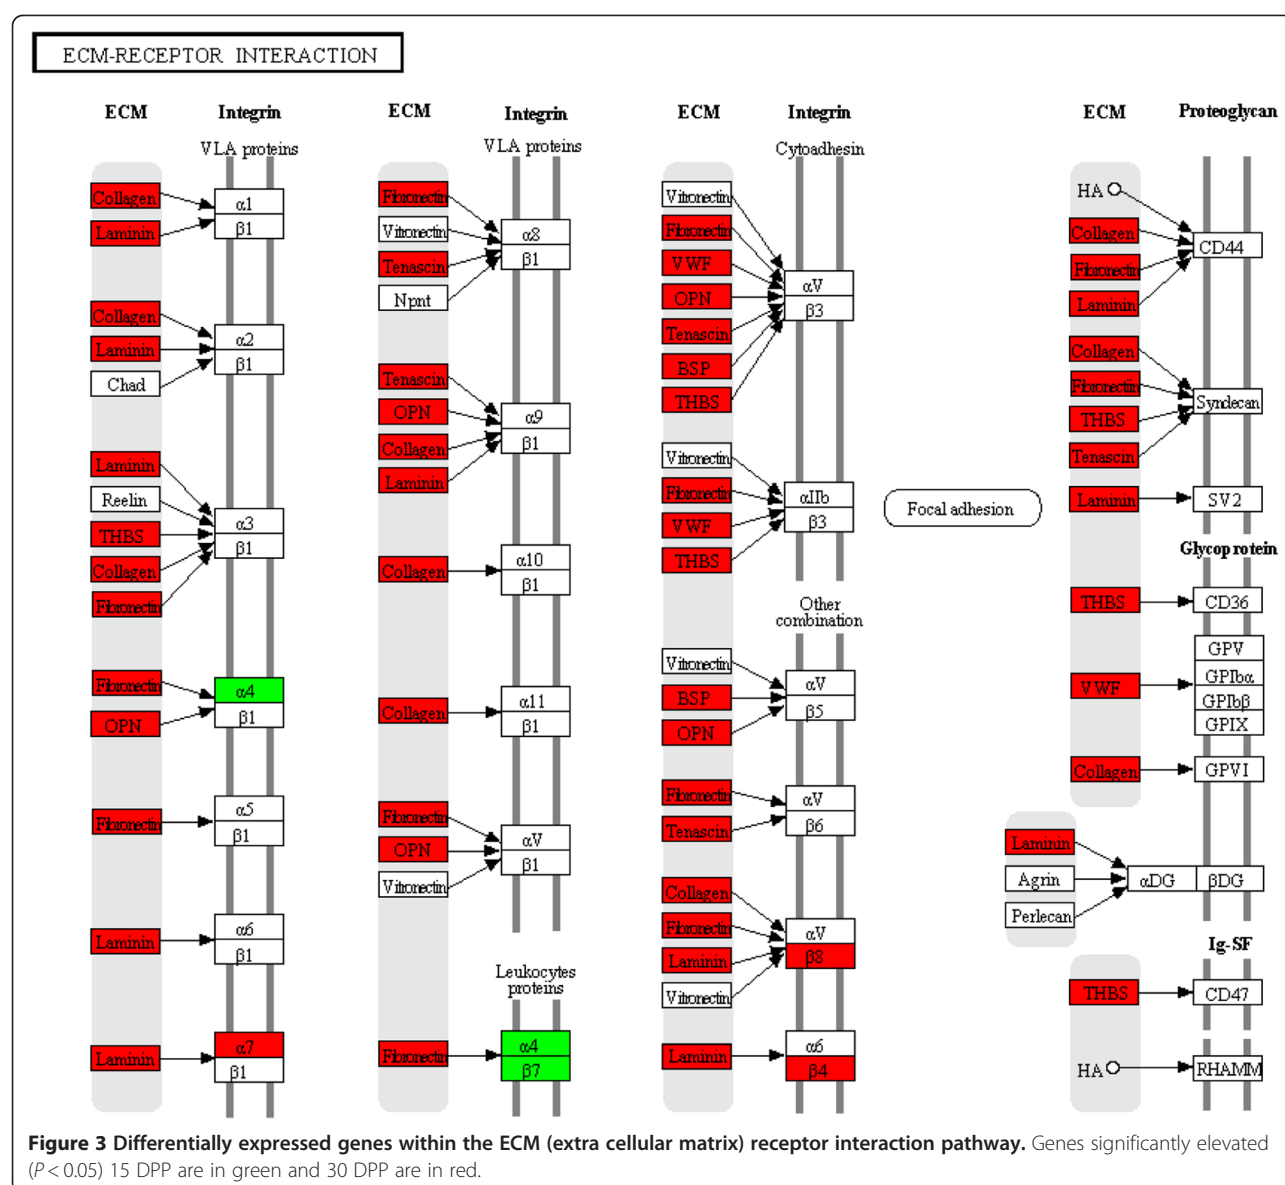 ECM-RECEPTOR INTERACTION
ECM
Integrin
VLA proteins
Collagen
Laminin
α1
β1
Collagen
Laminin
Chad
α2
β1
Laminin
Reelin
THBS
Collagen
Fibronectin
α3
β1
Fibronectin
OPN
α4
β1
Fibronectin
α5
β1
Laminin
α6
β1
Laminin
α7
β1
ECM
Integrin
VLA proteins
Fibronectin
Vitronectin
Tenascin
Npnt
α8
β1
Tenascin
OPN
Collagen
Laminin
α9
β1
Collagen
α10
β1
Collagen
α11
β1
Fibronectin
OPN
Vitronectin
αV
β1
Leukocytes
proteins
Fibronectin
α4
β7
ECM
Integrin
Cytoadhesin
Vitronectin
Fibronectin
VWF
OPN
Tenascin
BSP
THBS
αV
β3
Vitronectin
Fibronectin
VWF
THBS
αIIb
β3
Other
combination
Vitronectin
BSP
OPN
αV
β5
Fibronectin
Tenascin
αV
β6
Collagen
Fibronectin
Laminin
Vitronectin
αV
β8
Laminin
α6
β4
Focal adhesion
ECM
Proteoglycan
HA
Collagen
Fibronectin
Laminin
CD44
Collagen
Fibronectin
THBS
Tenascin
Syndecan
Laminin
SV2
Glycoprotein
THBS
CD36
VWF
GPV
GPIbα
GPIbβ
GPIX
Collagen
GPVI
Laminin
Agrin
Perlecan
αDG
βDG
Ig-SF
THBS
CD47
HA
RHAMM
Figure 3 Differentially expressed genes within the ECM (extra cellular matrix) receptor interaction pathway. Genes significantly elevated
(P < 0.05) 15 DPP are in green and 30 DPP are in red.